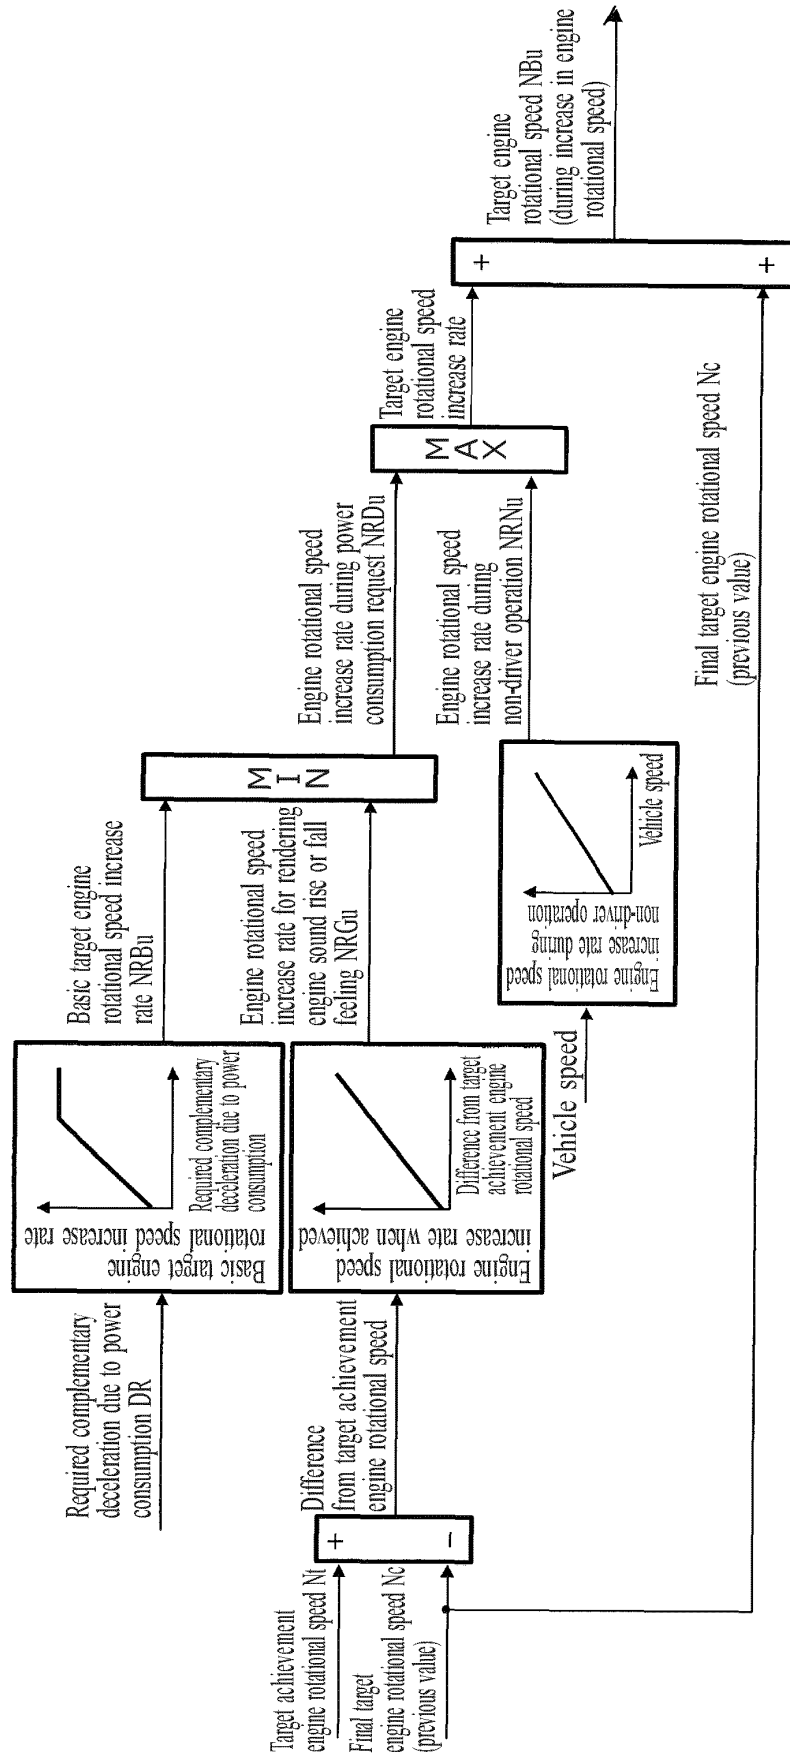 Required complementary
deceleration due to power
consumption DR
Basic target engine
rotational speed increase rate
Required complementary
deceleration due to power
consumption
Basic target engine
rotational speed increase
rate NRBu
Target achievement
engine rotational speed Nt
Final target
engine rotational speed Nc
(previous value)
+
−
Difference
from target achievement
engine rotational speed
Engine rotational speed
increase rate when achieved
Difference from target
achievement engine
rotational speed
Engine rotational speed
increase rate for rendering
engine sound rise or fall
feeling NRGu
MIN
Engine rotational speed
increase rate during power
consumption request NRDu
Vehicle speed
Engine rotational speed
increase rate during
non-driver operation
Vehicle speed
Engine rotational speed
increase rate during
non-driver operation NRNu
MAX
Target engine
rotational speed
increase rate
Final target engine rotational speed Nc
(previous value)
+
+
Target engine
rotational speed NBu
(during increase in engine
rotational speed)